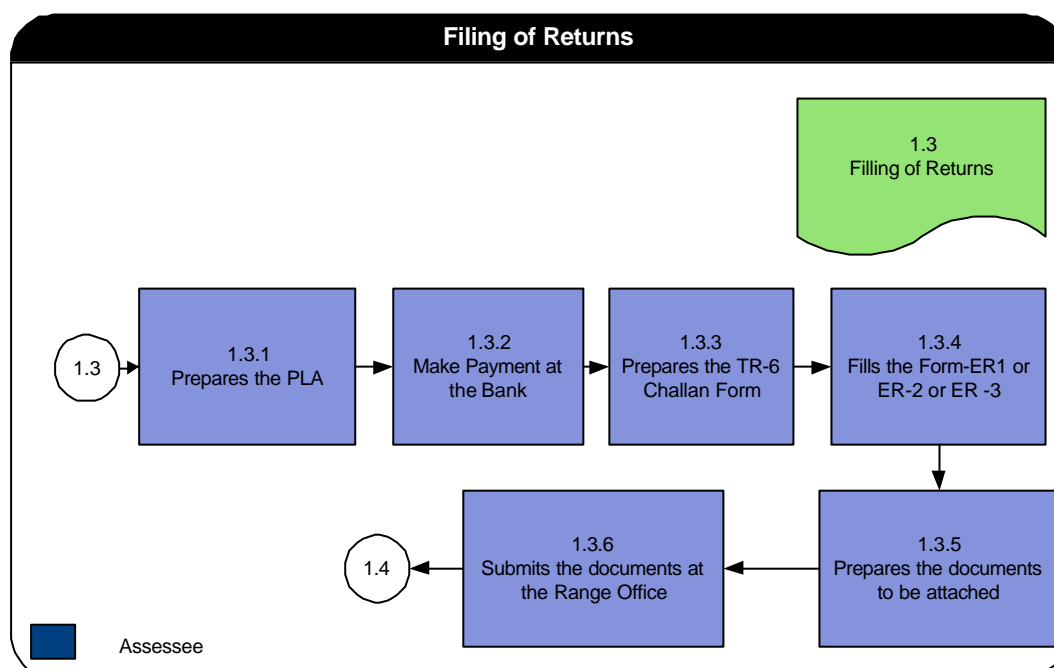 Filing of Returns
1.3
Filling of Returns
1.3
1.3.1
Prepares the PLA
1.3.2
Make Payment at
the Bank
1.3.3
Prepares the TR-6
Challan Form
1.3.4
Fills the Form-ER1 or
ER-2 or ER -3
1.3.5
Prepares the documents
to be attached
1.3.6
Submits the documents at
the Range Office
1.4
Assessee